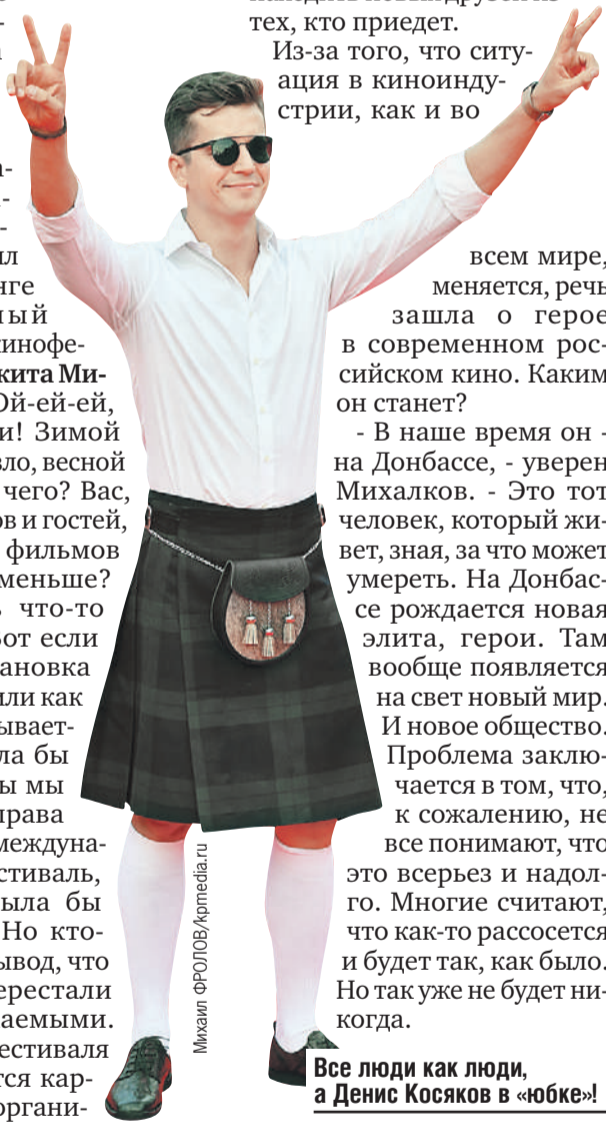 кинофе-
кита Ми-
Ой-ей-ей,
и! Зимой
весной
чего? Вас,
ов и гостей,
фильмов
меньше?
что-то
Вот если
ановка
или как
ывает-
ла бы
ы мы
права
междуна-
стиваль,
ыла бы
Но кто-
ывод, что
ерестали
аемыми.
естиваля
тся кар-
органи-
тех, кто приедет.
Из-за того, что ситу-
ация в киноинду-
стрии, как и во
всем мире,
меняется, речь
зашла о герое
в современном рос-
сийском кино. Каким
он станет?
- В наше время он -
на Донбассе, - уверен
Михалков. - Это тот
человек, который жи-
вет, зная, за что может
умереть. На Донбас-
се рождается новая
элита, герои. Там
вообще появляется
на свет новый мир.
И новое общество.
Проблема заклю-
чается в том, что,
к сожалению, не
все понимают, что
это всерьез и надол-
го. Многие считают,
что как-то рассосется
и будет так, как было.
Но так уже не будет ни-
когда.
Михаил ФРОЛОВ/kpmedia.ru
Все люди как люди,
а Денис Косяков в «юбке»!